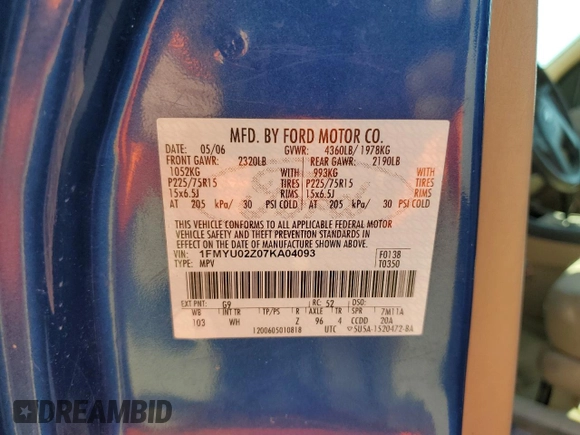 MFD. BY FORD MOTOR CO.
05/06 GVWR: 4360LB/ 1978KG
FRONT GAWR: 2320LB REAR GAWR: 2190LB
1052KG WITH 993KG WITH
P225/75R15 TIRES P225/75R15 TIRES
15x6.5J RIMS 15x6.5J RIMS
AT 205 kPa/ 30 PSI COLD AT 205 kPa/ 30 PSI COLD
THIS VEHICLE CONFORMS TO ALL APPLICABLE FEDERAL MOTOR
VEHICLE SAFETY AND THEFT PREVENTION STANDARDS IN
EFFECT ON THE DATE OF MANUFACTURE SHOWN ABOVE.
VIN: 1FMYU02Z07KA04093 F0138
TYPE: MPV T0350
EXT PNT: G9 RC: 52 DSO:
WB INT TR TP/PS R AXLE TR SPR 7M11A
103 WH Z 96 4 CCDD 20A
1200605010818 UTC 5U5A-1520472-BA
DREAMBID